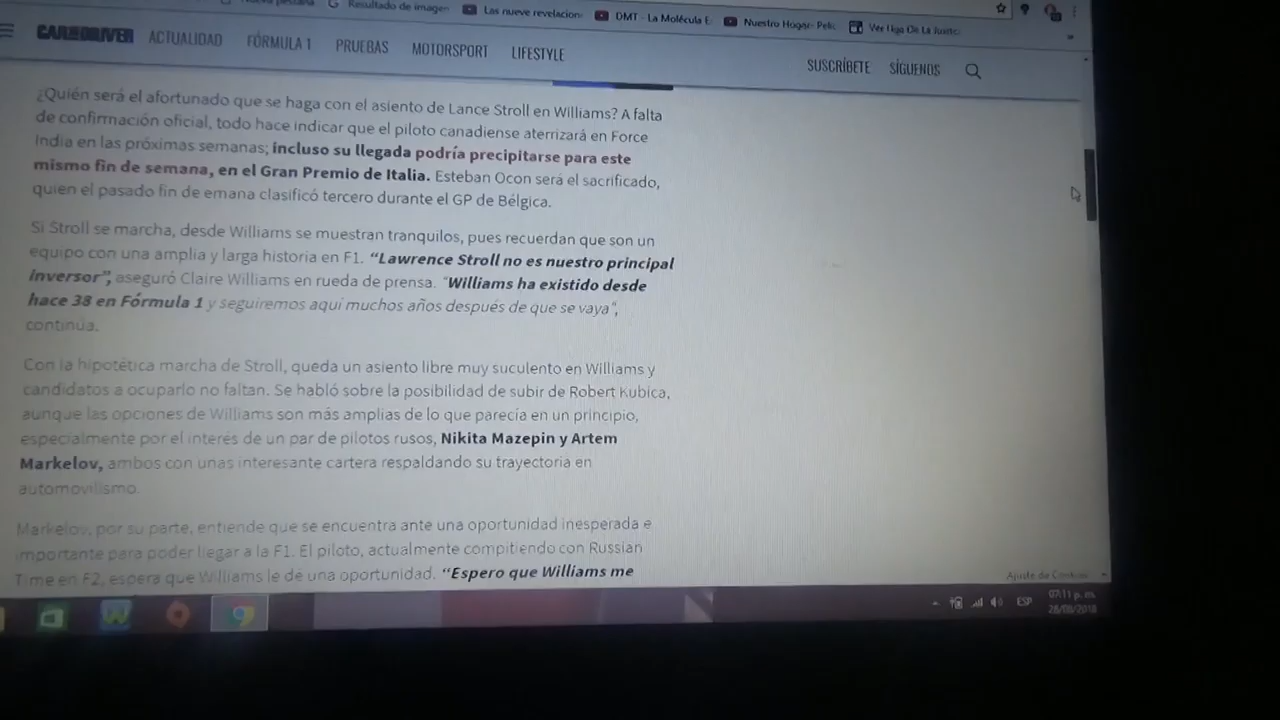 Resultado de imagen
Las nueve revelacion
DMT - La Molécula E
Nuestro Hogar- Pelic
CAR AND DRIVER
ACTUALIDAD
FÓRMULA 1
PRUEBAS
MOTORSPORT
LIFESTYLE
SUSCRÍBETE
SÍGUENOS
¿Quién será el afortunado que se haga con el asiento de Lance Stroll en Williams? A falta
de confirmación oficial, todo hace indicar que el piloto canadiense aterrizará en Force
India en las próximas semanas; incluso su llegada podría precipitarse para este
mismo fin de semana, en el Gran Premio de Italia. Esteban Ocon será el sacrificado,
quien el pasado fin de emana clasificó tercero durante el GP de Bélgica.
Si Stroll se marcha, desde Williams se muestran tranquilos, pues recuerdan que son un
equipo con una amplia y larga historia en F1. “Lawrence Stroll no es nuestro principal
inversor”, aseguró Claire Williams en rueda de prensa. "Williams ha existido desde
hace 38 en Fórmula 1 y seguiremos aquí muchos años después de que se vaya",
continúa.
Con la hipotética marcha de Stroll, queda un asiento libre muy suculento en Williams y
candidatos a ocuparlo no faltan. Se habló sobre la posibilidad de subir de Robert Kubica,
aunque las opciones de Williams son más amplias de lo que parecía en un principio,
especialmente por el interés de un par de pilotos rusos, Nikita Mazepin y Artem
Markelov, ambos con unas interesante cartera respaldando su trayectoria en
automovilismo.
Markelov, por su parte, entiende que se encuentra ante una oportunidad inesperada e
importante para poder llegar a la F1. El piloto, actualmente compitiendo con Russian
Time en F2, espera que Williams le de una oportunidad. “Espero que Williams me
ESP
07:11 p. m.
28/08/2018